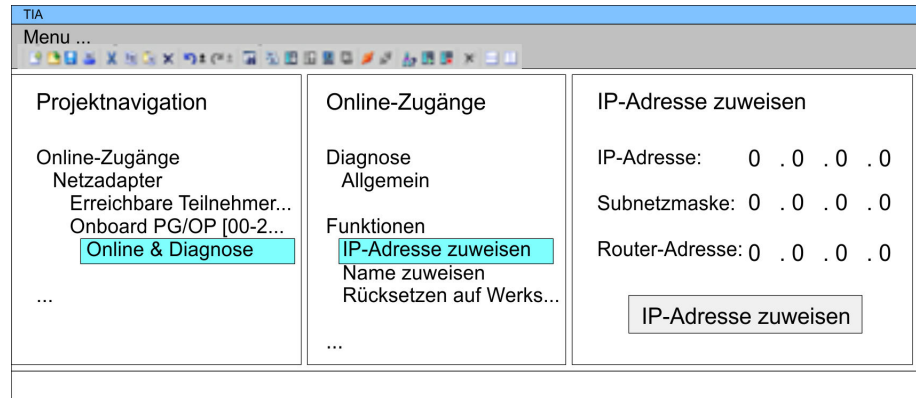 TIA
Menu ...
Projektnavigation
Online-Zugänge
Netzadapter
Erreichbare Teilnehmer...
Onboard PG/OP [00-2...
Online & Diagnose
...
Online-Zugänge
Diagnose
Allgemein
Funktionen
IP-Adresse zuweisen
Name zuweisen
Rücksetzen auf Werks...
...
IP-Adresse zuweisen
IP-Adresse: 0 . 0 . 0 . 0
Subnetzmaske: 0 . 0 . 0 . 0
Router-Adresse: 0 . 0 . 0 . 0
IP-Adresse zuweisen